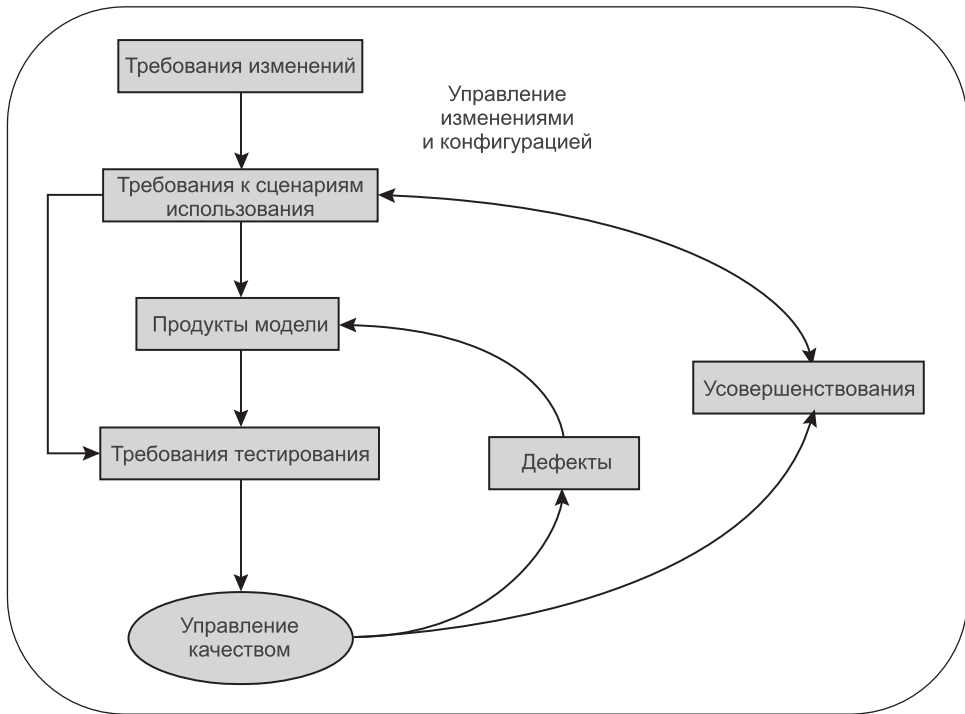 Требования изменений
Управление
изменениями
и конфигурацией
Требования к сценариям
использования
Продукты модели
Усовершенствования
Требования тестирования
Дефекты
Управление
качеством